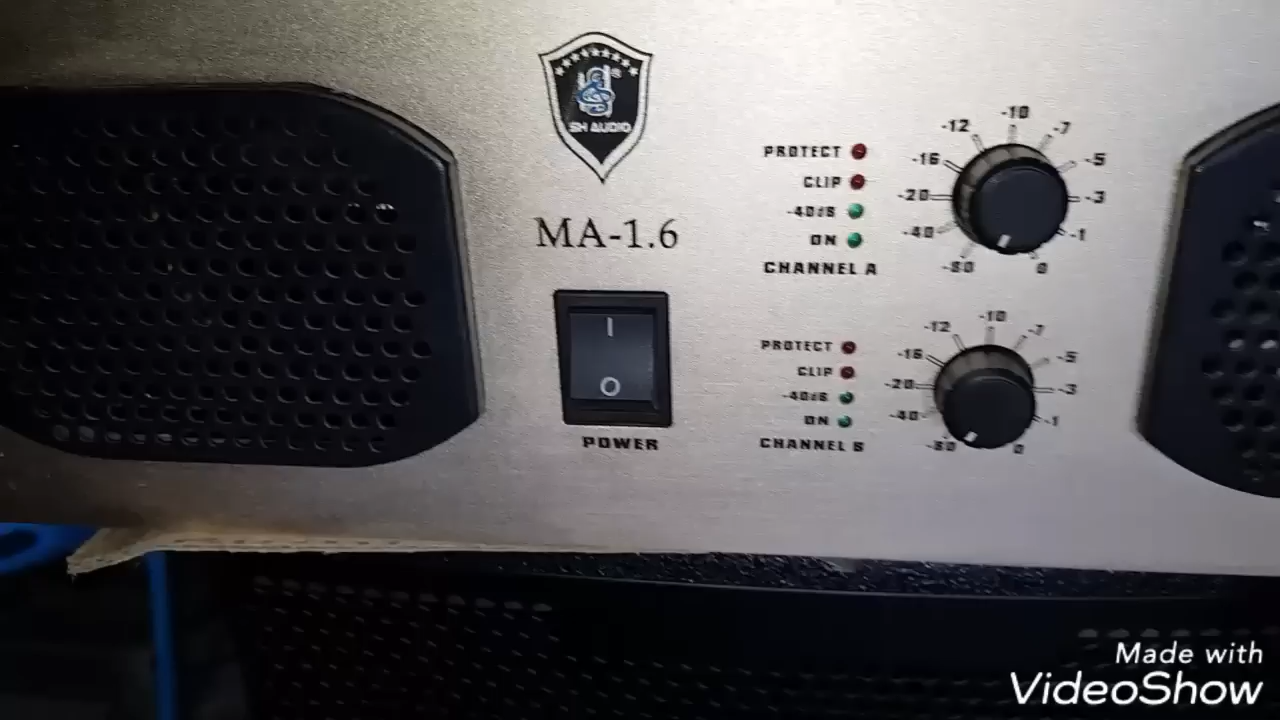 SH AUDIO
MA-1.6
I
O
POWER
PROTECT
CLIP
-40dB
ON
CHANNEL A
-80
-40
-20
-16
-12
-10
-7
-5
-3
-1
0
PROTECT
CLIP
-40dB
ON
CHANNEL B
-80
-40
-20
-16
-12
-10
-7
-5
-3
-1
0
Made with
VideoShow